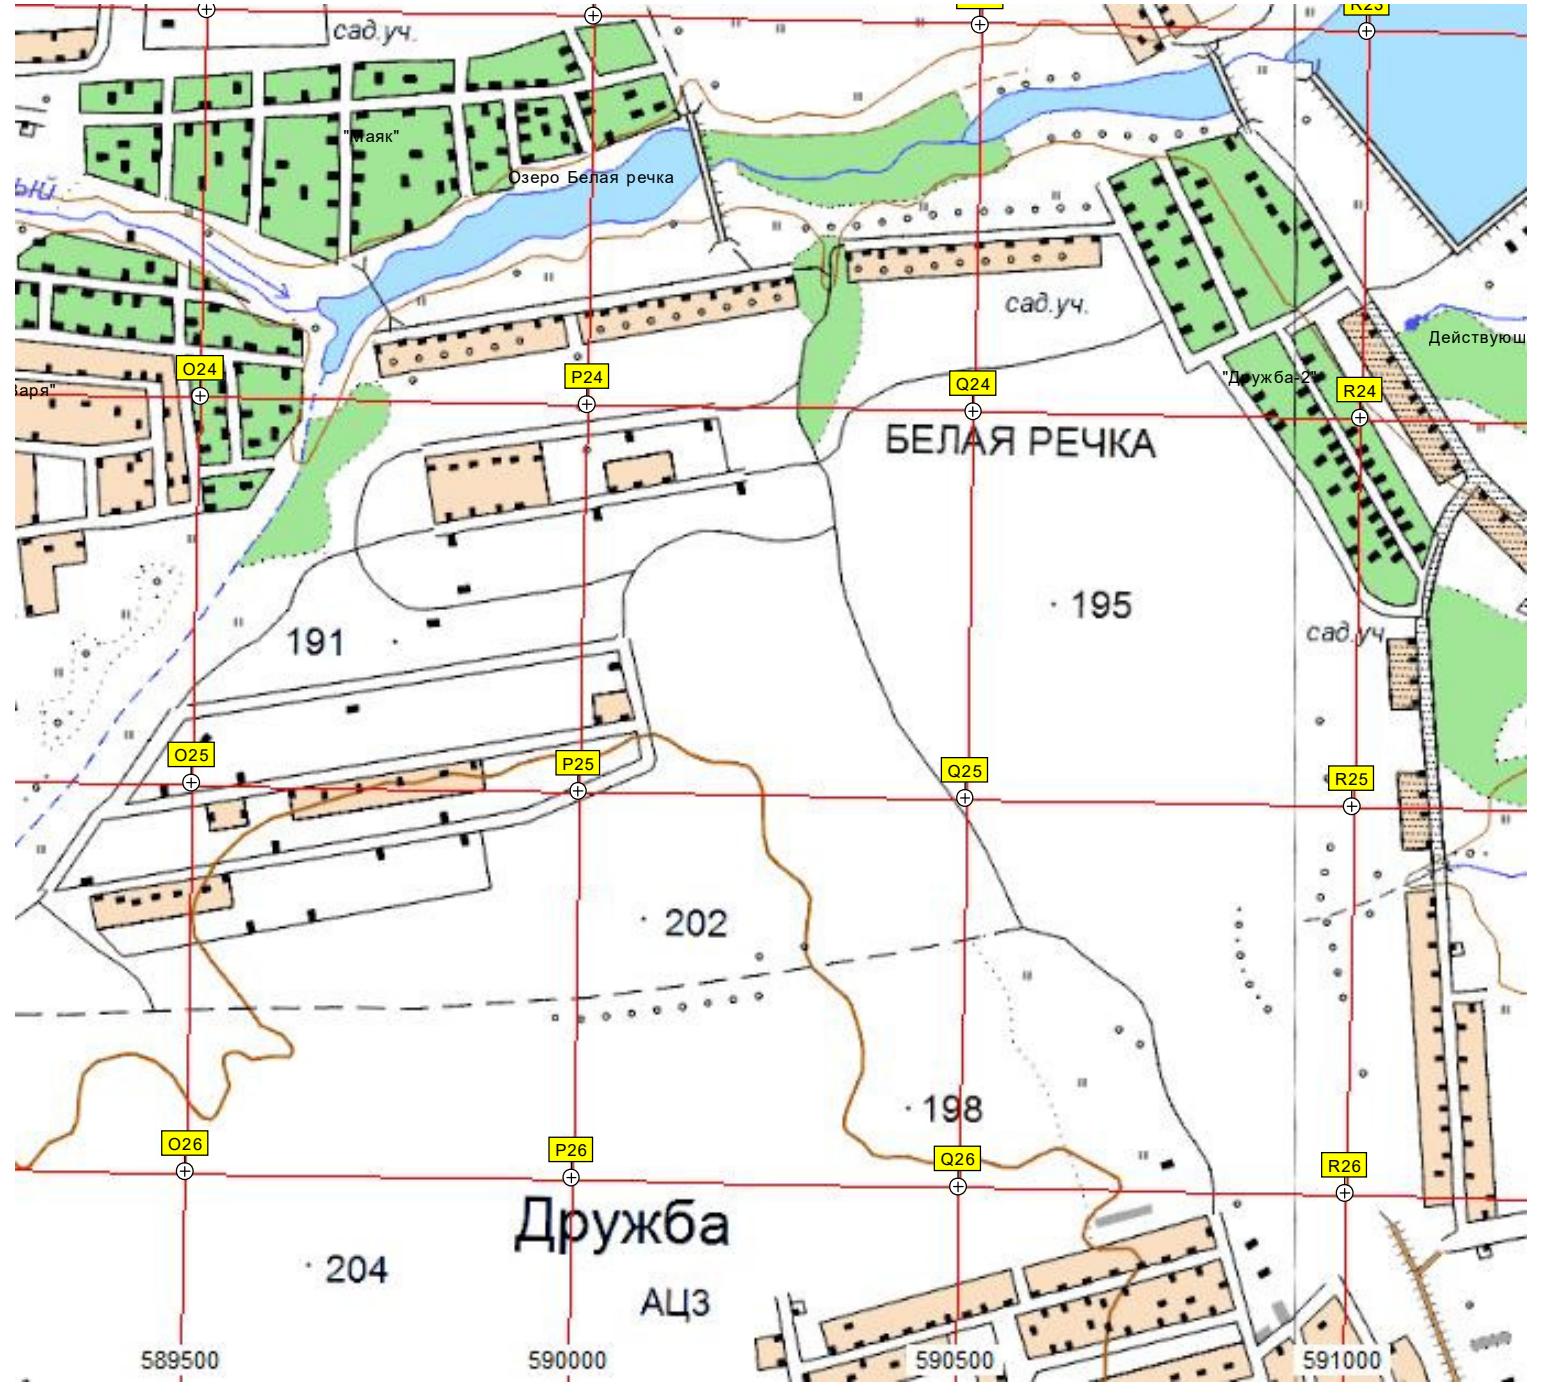 R23
сад.уч.
"Маяк"
ый
Озеро Белая речка
сад.уч.
Действующ
O24
P24
Q24
"Дружба-2"
R24
Заря"
БЕЛАЯ РЕЧКА
195
191
сад.уч
O25
P25
Q25
R25
202
198
O26
P26
Q26
R26
Дружба
204
АЦЗ
589500
590000
590500
591000